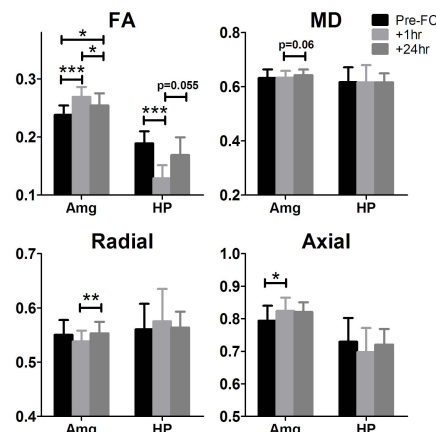 FA
MD
Pre-FC
+1hr
+24hr
*
*
***
***
p=0.055
p=0.06
0.3
0.2
0.1
Amg
HP
0.8
0.6
0.4
0.2
Amg
HP
Radial
Axial
**
*
0.7
0.6
0.5
0.4
Amg
HP
1.0
0.9
0.8
0.7
0.6
0.5
Amg
HP